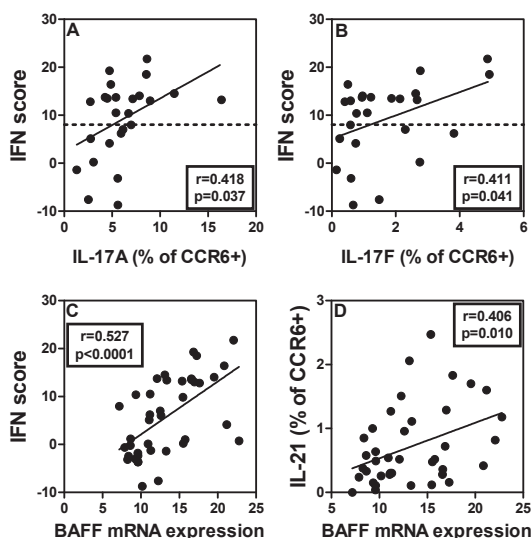 A
IFN score
30
20
10
0
-10
r=0.418
p=0.037
0 5 10 15 20
IL-17A (% of CCR6+)
B
IFN score
30
20
10
0
-10
r=0.411
p=0.041
0 2 4 6
IL-17F (% of CCR6+)
C
IFN score
30
20
10
0
-10
r=0.527
p<0.0001
0 5 10 15 20 25
BAFF mRNA expression
D
IL-21 (% of CCR6+)
3
2
1
0
r=0.406
p=0.010
5 10 15 20 25
BAFF mRNA expression